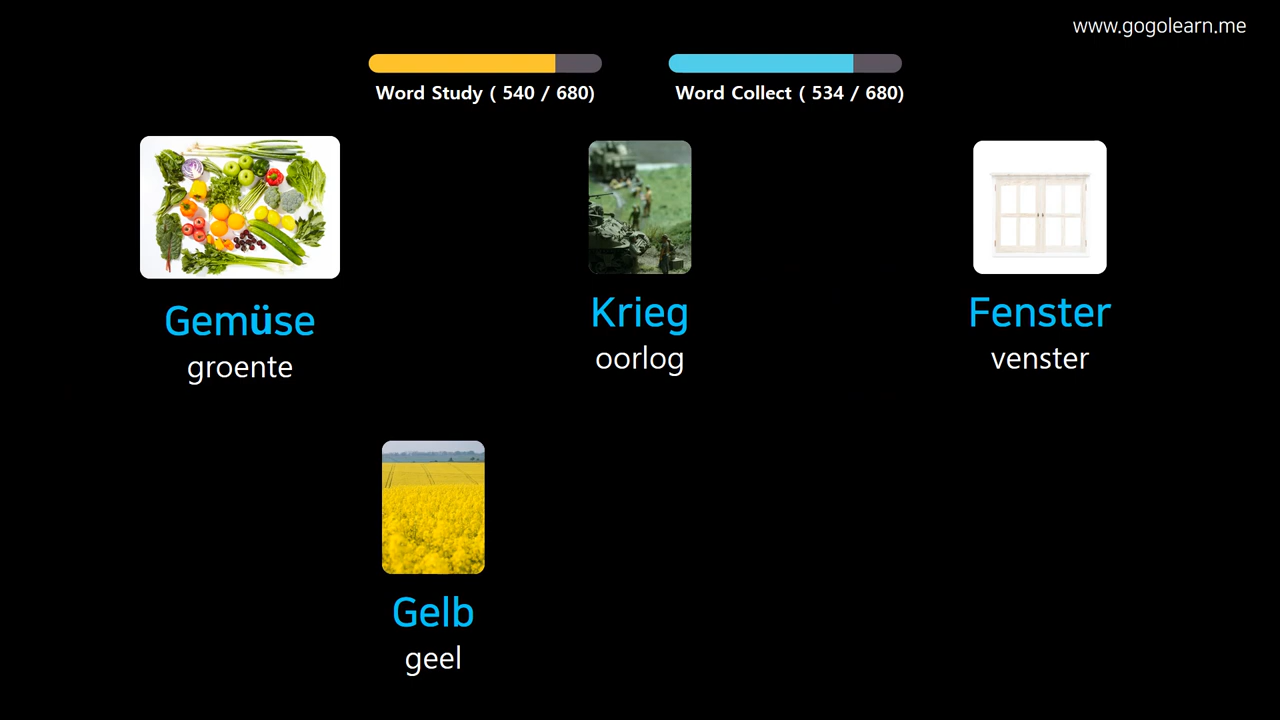 www.gogolearn.me
Word Study ( 540 / 680)
Word Collect ( 534 / 680)
Gemüse
groente
Krieg
oorlog
Fenster
venster
Gelb
geel